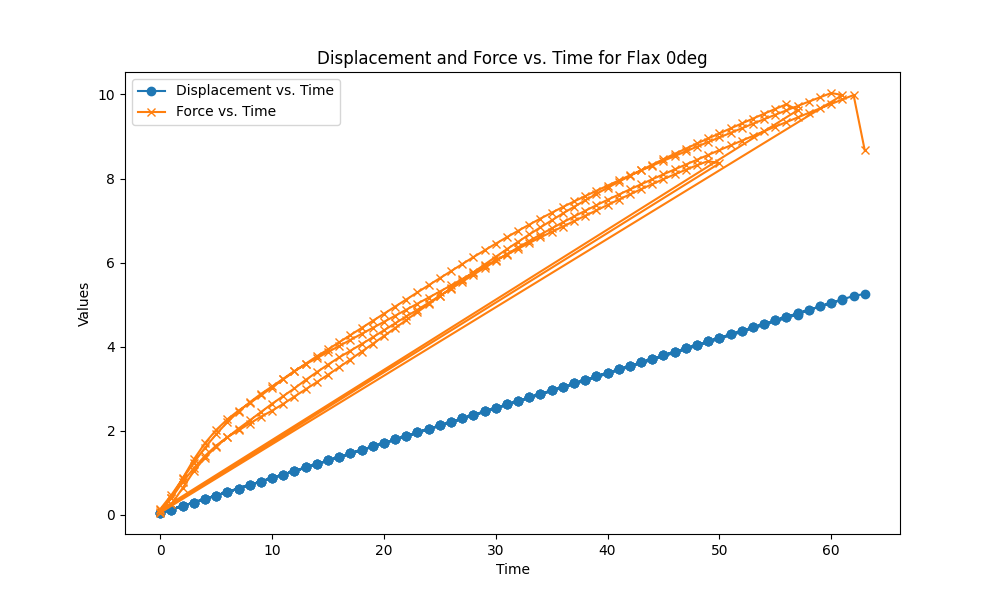 Displacement and Force vs. Time for Flax 0deg
Displacement vs. Time
Force vs. Time
10
8
6
4
2
0
Values
0 10 20 30 40 50 60
Time